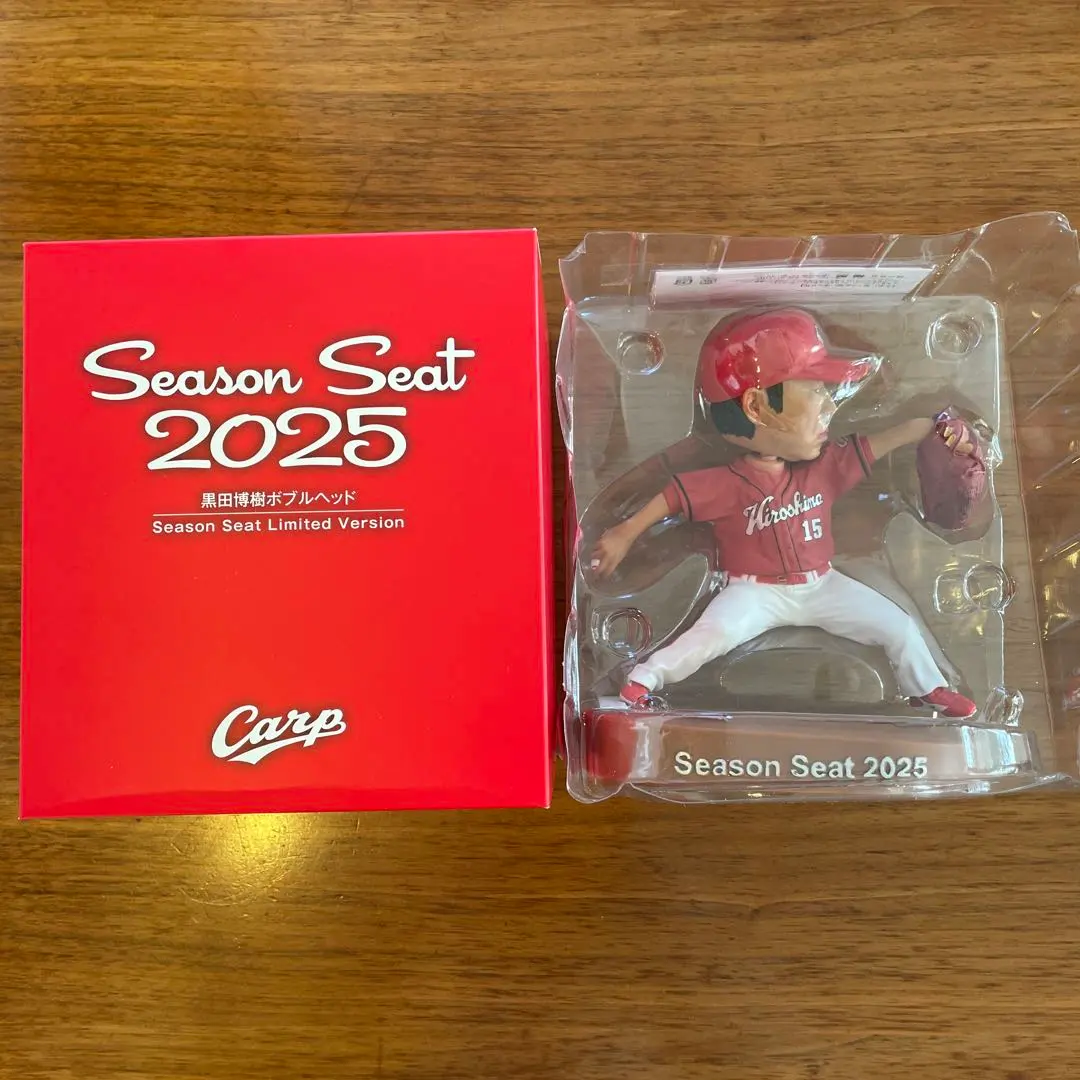 Season Seat
2025
黒田博樹ボブルヘッド
Season Seat Limited Version
Carp
Hiroshima
15
Season Seat 2025